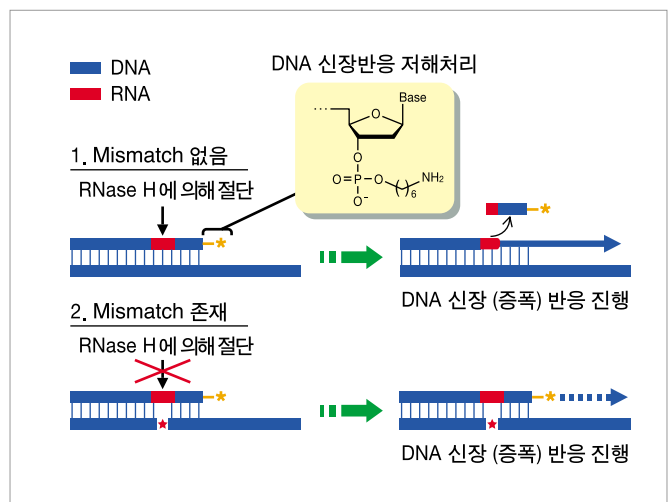 DNA 신장반응 저해처리
DNA
RNA
Base
O
O
O=P-O
NH₂
6
O⁻
1. Mismatch 없음
RNase H에 의해 절단
DNA 신장 (증폭) 반응 진행
2. Mismatch 존재
RNase H에 의해 절단
DNA 신장 (증폭) 반응 진행